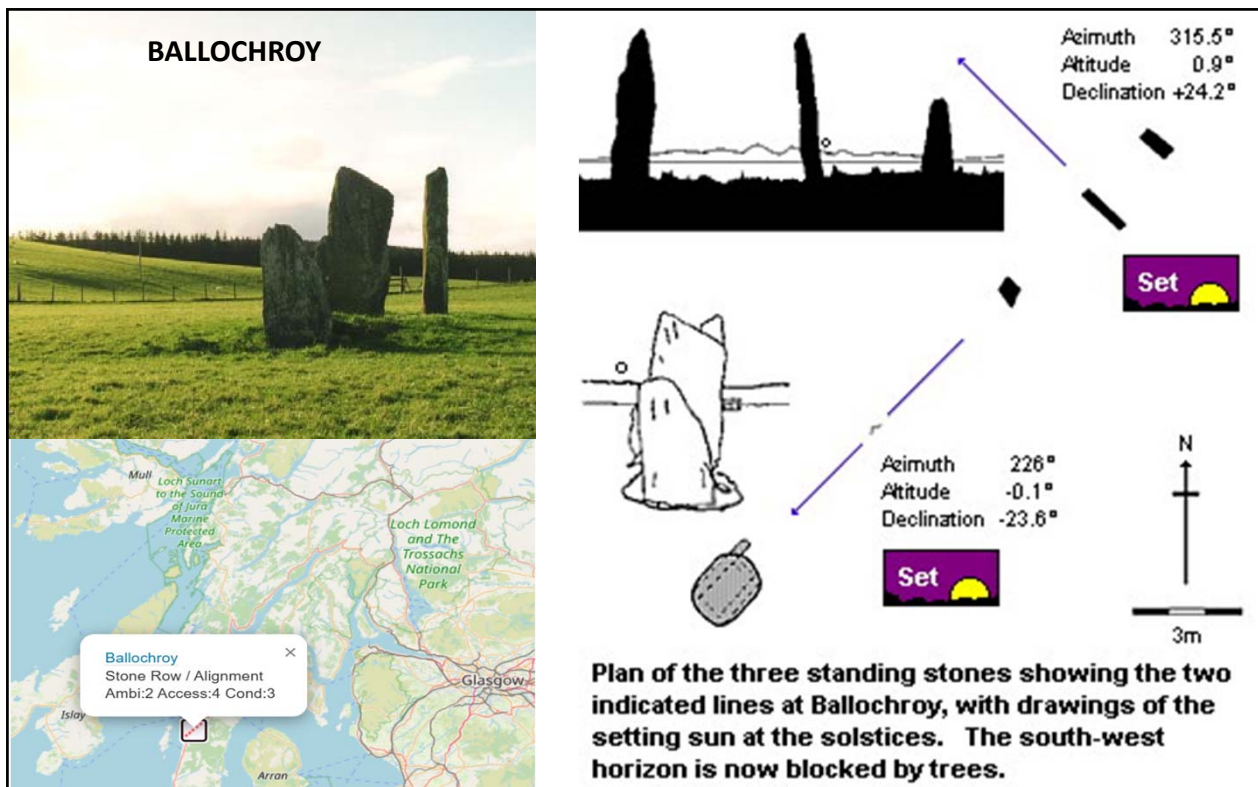 BALLOCHROY
Azimuth 315.5°
Altitude 0.9°
Declination +24.2°
Set
Azimuth 226°
Altitude -0.1°
Declination -23.6°
Set
N
3m
Plan of the three standing stones showing the two
indicated lines at Ballochroy, with drawings of the
setting sun at the solstices. The south-west
horizon is now blocked by trees.
Mull
Loch Sunart
to the Sound
of Jura
Marine
Protected
Area
Loch Lomond
and The
Trossachs
National
Park
Ballochroy ×
Stone Row / Alignment
Ambi:2 Access:4 Cond:3
Glasgow
Islay
Arran